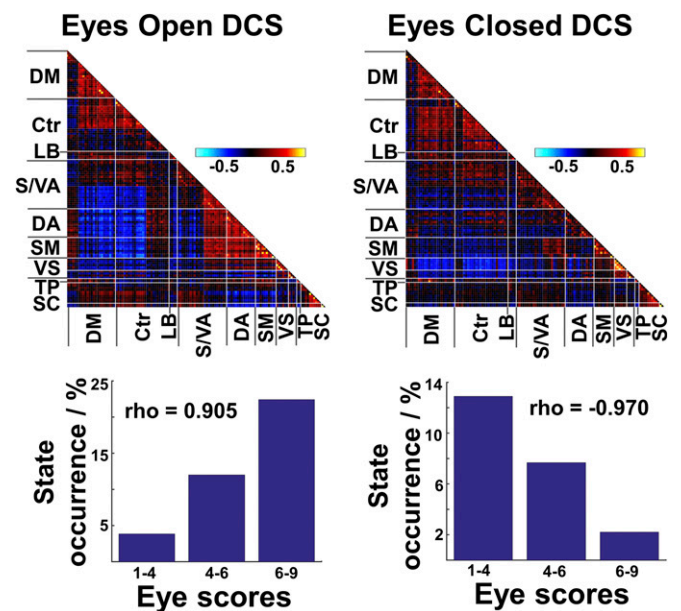 Eyes Open DCS
DM
Ctr
LB
S/VA
DA
SM
VS
TP
SC
-0.5 0.5
DM Ctr LB S/VA DA SM VS TP SC
Eyes Closed DCS
DM
Ctr
LB
S/VA
DA
SM
VS
TP
SC
-0.5 0.5
DM Ctr LB S/VA DA SM VS TP SC
State
occurrence / %
25
15
5
rho = 0.905
1-4 4-6 6-9
Eye scores
State
occurrence / %
14
10
6
2
rho = -0.970
1-4 4-6 6-9
Eye scores